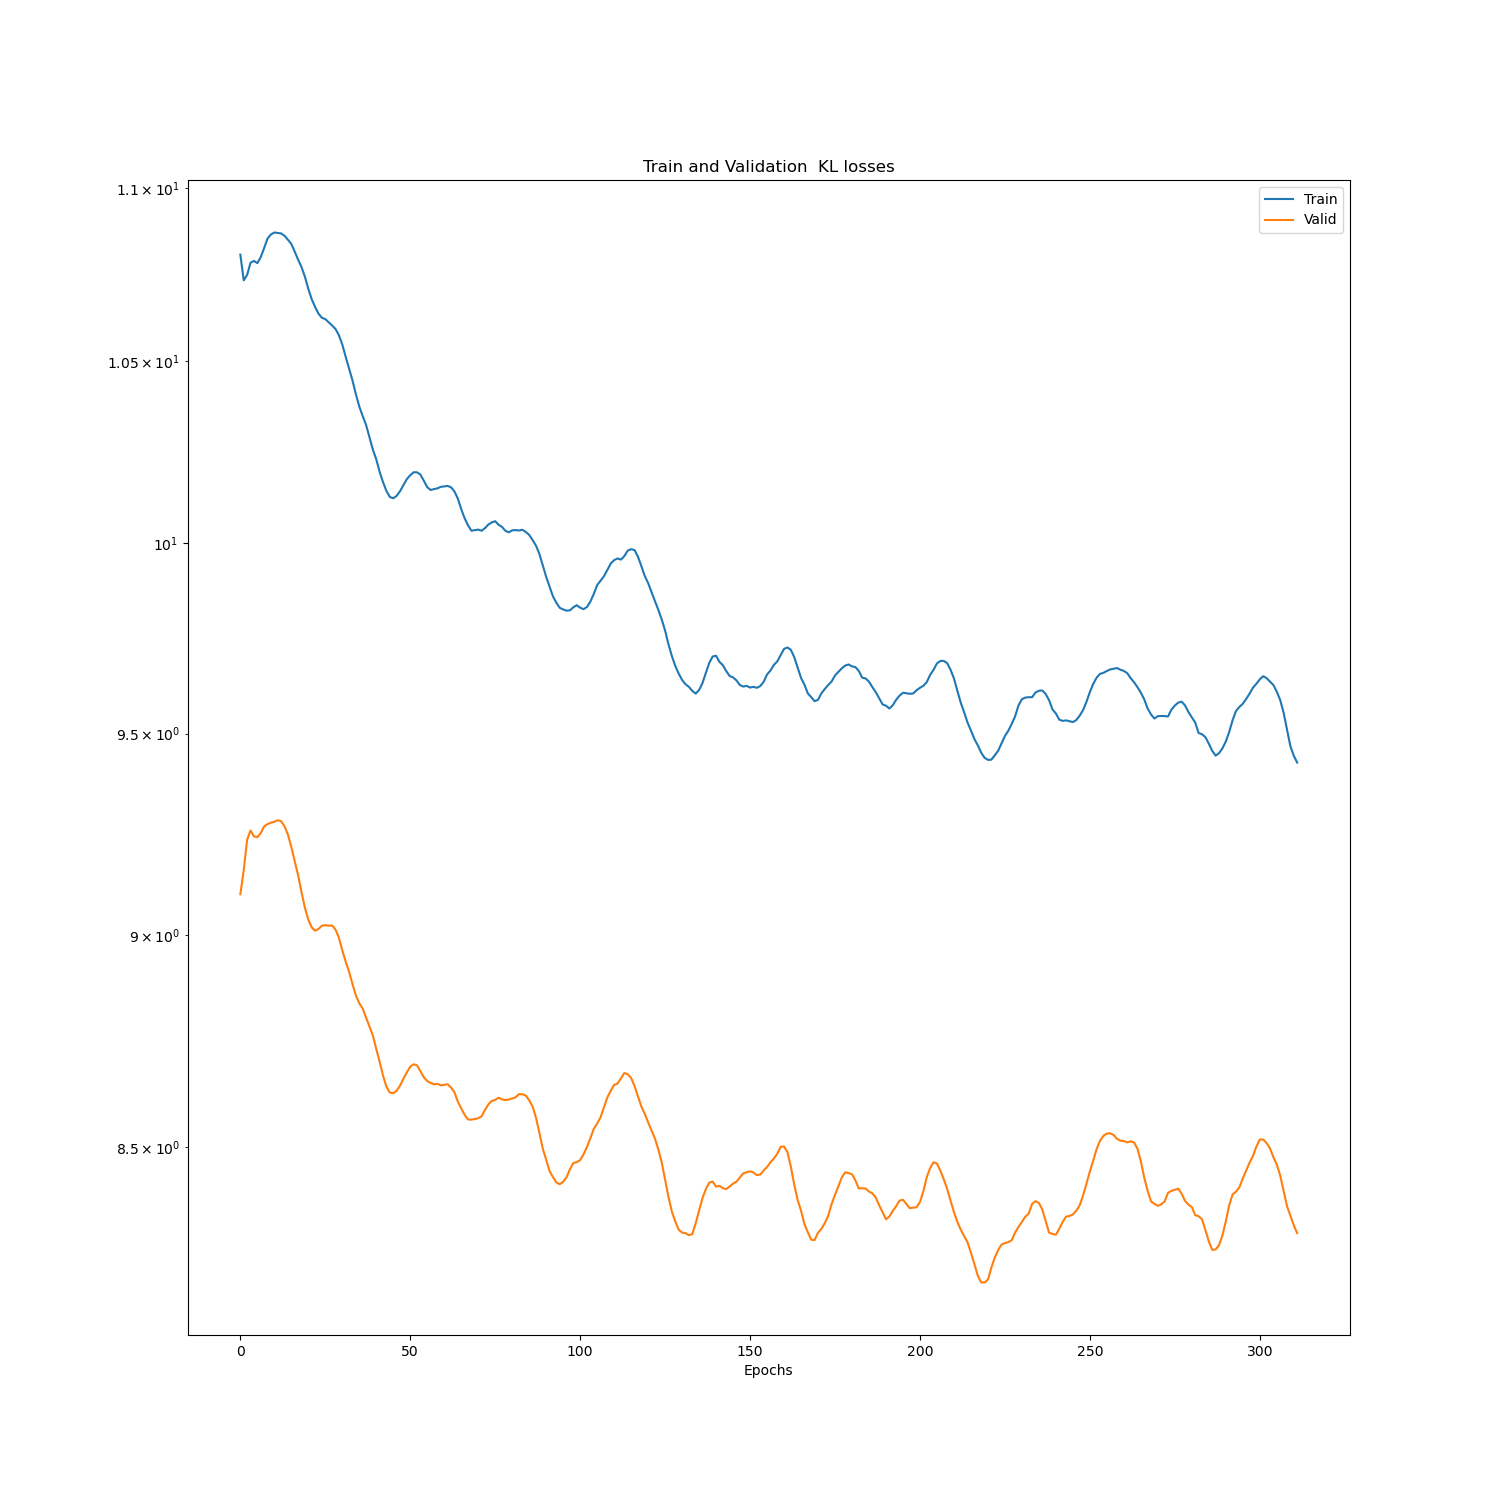 Train and Validation  KL losses
1.1 × 10¹
1.05 × 10¹
10¹
9.5 × 10⁰
9 × 10⁰
8.5 × 10⁰
Train
Valid
0 50 100 150 200 250 300
Epochs